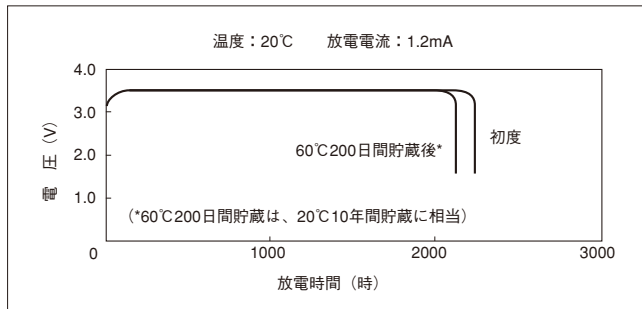 温度：20℃　放電電流：1.2mA
4.0
3.0
2.0
1.0
0
電 圧（V）
60℃200日間貯蔵後*
初度
（*60℃200日間貯蔵は、20℃10年間貯蔵に相当）
1000
2000
3000
放電時間（時）